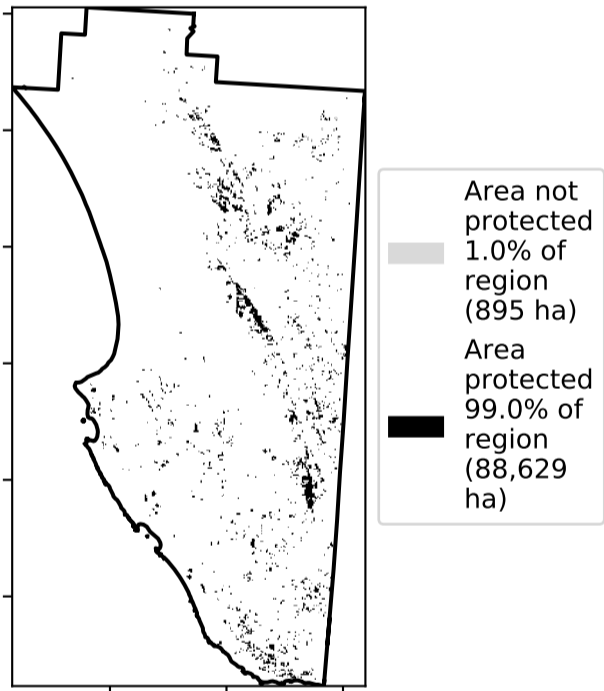 Area not
protected
1.0% of
region
(895 ha)
Area
protected
99.0% of
region
(88,629
ha)